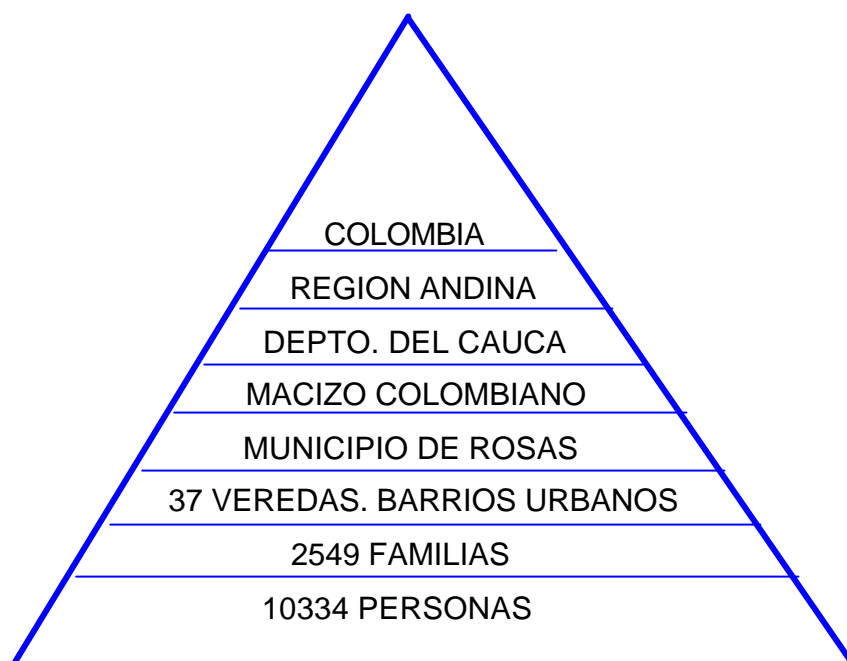 COLOMBIA
REGION ANDINA
DEPTO. DEL CAUCA
MACIZO COLOMBIANO
MUNICIPIO DE ROSAS
37 VEREDAS. BARRIOS URBANOS
2549 FAMILIAS
10334 PERSONAS